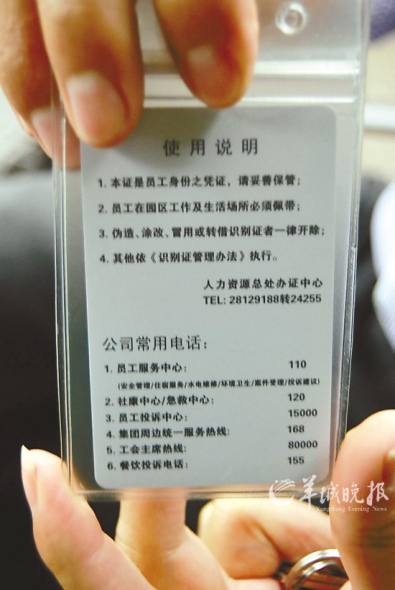 使用说明
1. 本证是员工身份之凭证，请妥善保管；
2. 员工在园区工作及生活场所必须佩带；
3. 伪造、涂改、冒用或转借识别证者一律开除；
4. 其他依《识别证管理办法》执行。
人力资源总处办证中心
TEL: 28129188转24255
公司常用电话：
1. 员工服务中心: 110
(安全管理/住宿服务/水电维修/环境卫生/案件受理/投诉建议)
2. 社康中心/急救中心: 120
3. 员工投诉中心: 15000
4. 集团周边统一服务热线: 168
5. 工会主席热线: 80000
6. 餐饮投诉电话: 155
羊城晚报
Yangcheng Evening News